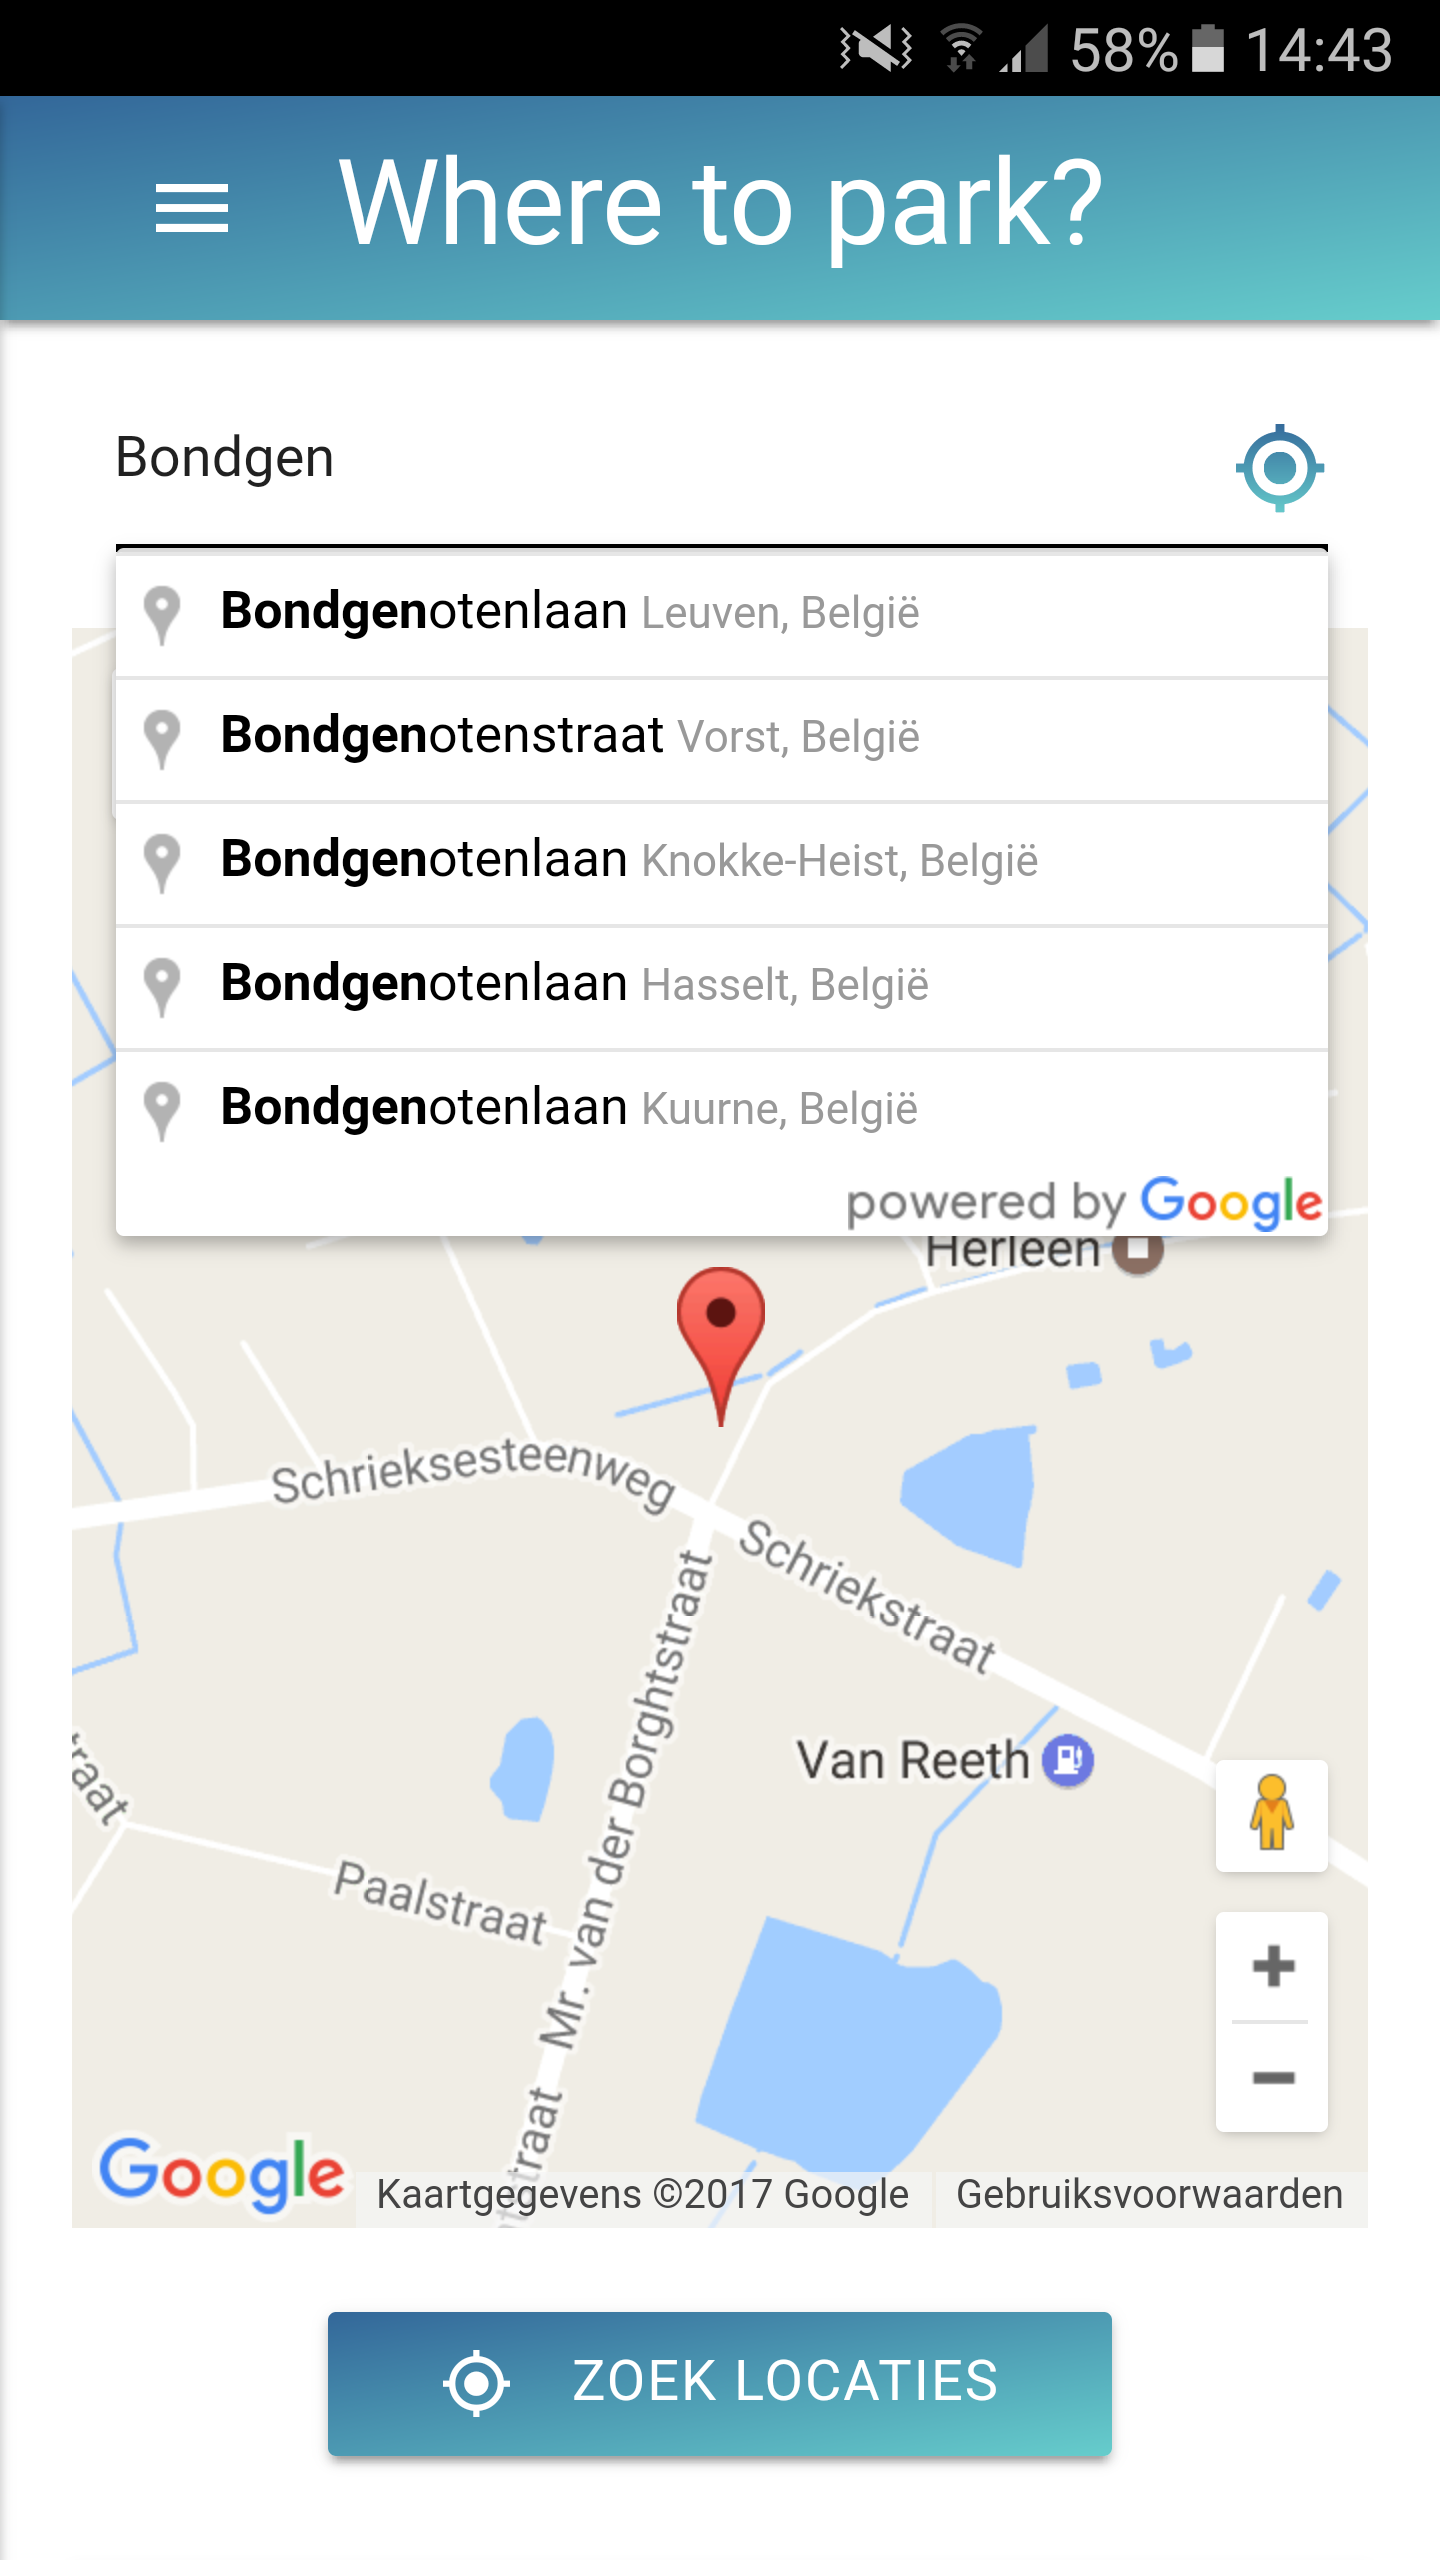 58% 14:43
Where to park?
Bondgen
Bondgenotenlaan Leuven, België
Bondgenotenstraat Vorst, België
Bondgenotenlaan Knokke-Heist, België
Bondgenotenlaan Hasselt, België
Bondgenotenlaan Kuurne, België
powered by Google
Herleen
Schrieksesteenweg
Schriekstraat
Mr. van der Borghtstraat
Van Reeth
Paalstraat
Google
Kaartgegevens ©2017 Google
Gebruiksvoorwaarden
ZOEK LOCATIES